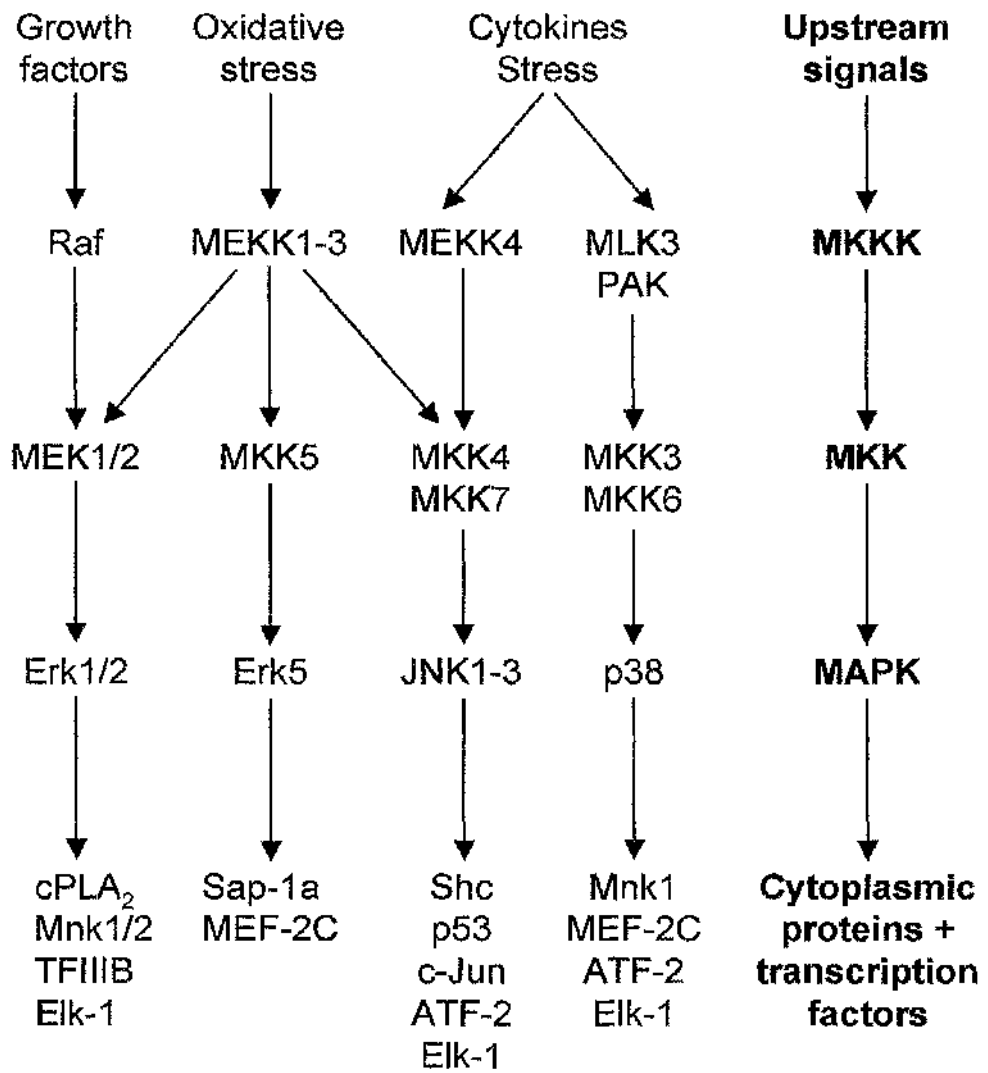 Growth
factors
Oxidative
stress
Cytokines
Stress
Upstream
signals
Raf
MEKK1-3
MEKK4
MLK3
PAK
MKKK
MEK1/2
MKK5
MKK4
MKK7
MKK3
MKK6
MKK
Erk1/2
Erk5
JNK1-3
p38
MAPK
cPLA₂
Mnk1/2
TFIIIB
Elk-1
Sap-1a
MEF-2C
Shc
p53
c-Jun
ATF-2
Elk-1
Mnk1
MEF-2C
ATF-2
Elk-1
Cytoplasmic
proteins +
transcription
factors